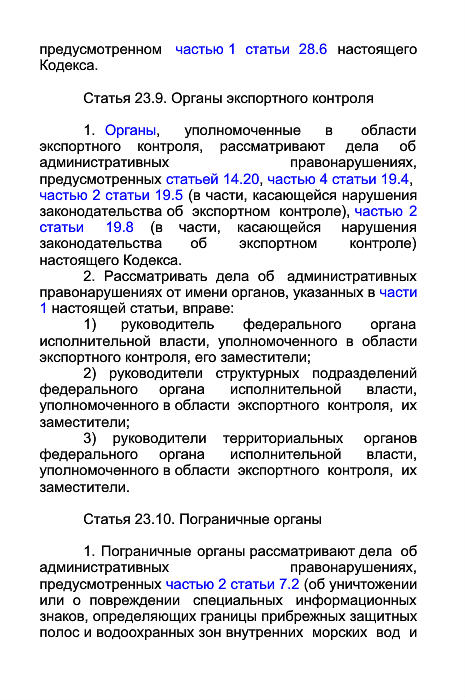 предусмотренном частью 1 статьи 28.6 настоящего
Кодекса.
Статья 23.9. Органы экспортного контроля
1. Органы, уполномоченные в области
экспортного контроля, рассматривают дела об
административных правонарушениях,
предусмотренных статьей 14.20, частью 4 статьи 19.4,
частью 2 статьи 19.5 (в части, касающейся нарушения
законодательства об экспортном контроле), частью 2
статьи 19.8 (в части, касающейся нарушения
законодательства об экспортном контроле)
настоящего Кодекса.
2. Рассматривать дела об административных
правонарушениях от имени органов, указанных в части
1 настоящей статьи, вправе:
1) руководитель федерального органа
исполнительной власти, уполномоченного в области
экспортного контроля, его заместители;
2) руководители структурных подразделений
федерального органа исполнительной власти,
уполномоченного в области экспортного контроля, их
заместители;
3) руководители территориальных органов
федерального органа исполнительной власти,
уполномоченного в области экспортного контроля, их
заместители.
Статья 23.10. Пограничные органы
1. Пограничные органы рассматривают дела об
административных правонарушениях,
предусмотренных частью 2 статьи 7.2 (об уничтожении
или о повреждении специальных информационных
знаков, определяющих границы прибрежных защитных
полос и водоохранных зон внутренних морских вод и